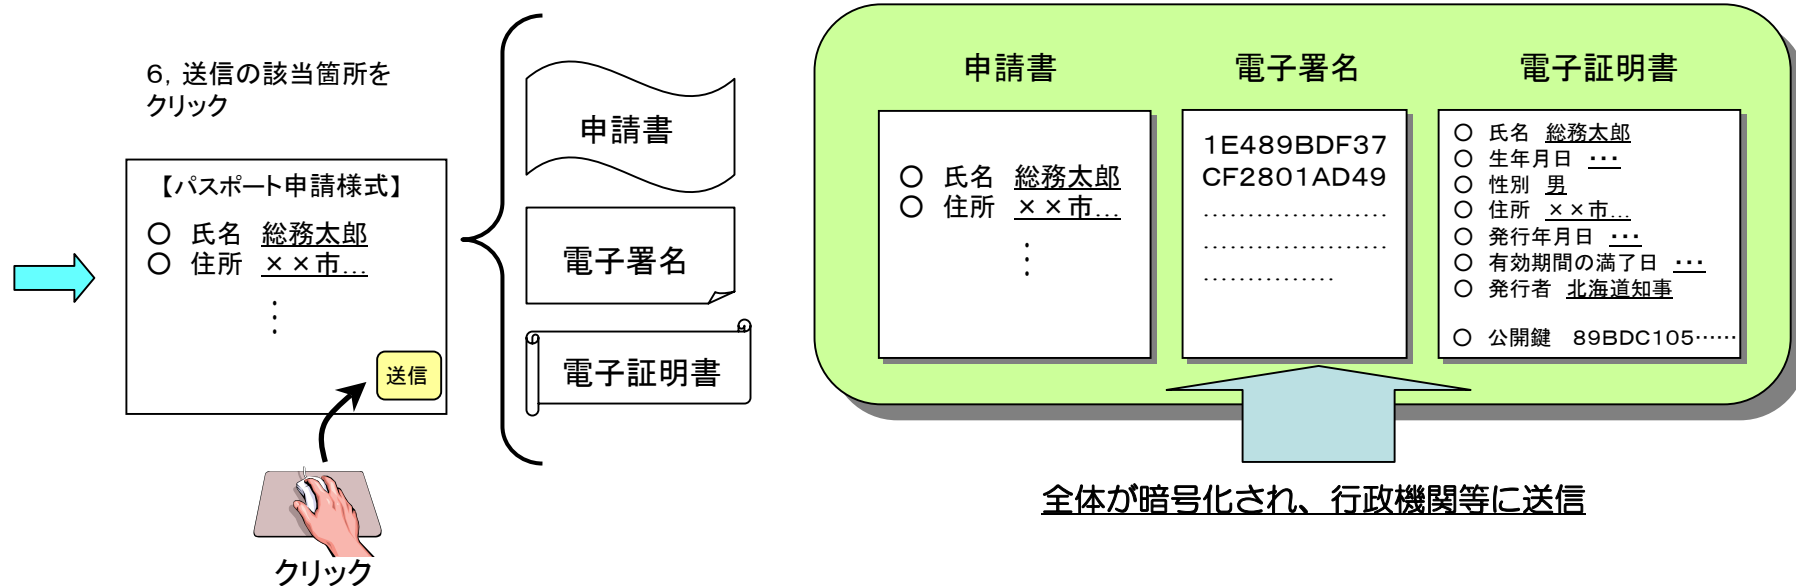 ６，送信の該当箇所を
クリック
【パスポート申請様式】
○ 氏名 総務太郎
○ 住所 ××市…
⋮
送信
クリック
申請書
電子署名
電子証明書
申請書
○ 氏名 総務太郎
○ 住所 ××市…
⋮
電子署名
1E489BDF37
CF2801AD49
…………………
…………………
……………
電子証明書
○ 氏名 総務太郎
○ 生年月日 ･･･
○ 性別 男
○ 住所 ××市…
○ 発行年月日 ･･･
○ 有効期間の満了日 ･･･
○ 発行者 北海道知事
○ 公開鍵 89BDC105……
全体が暗号化され、行政機関等に送信